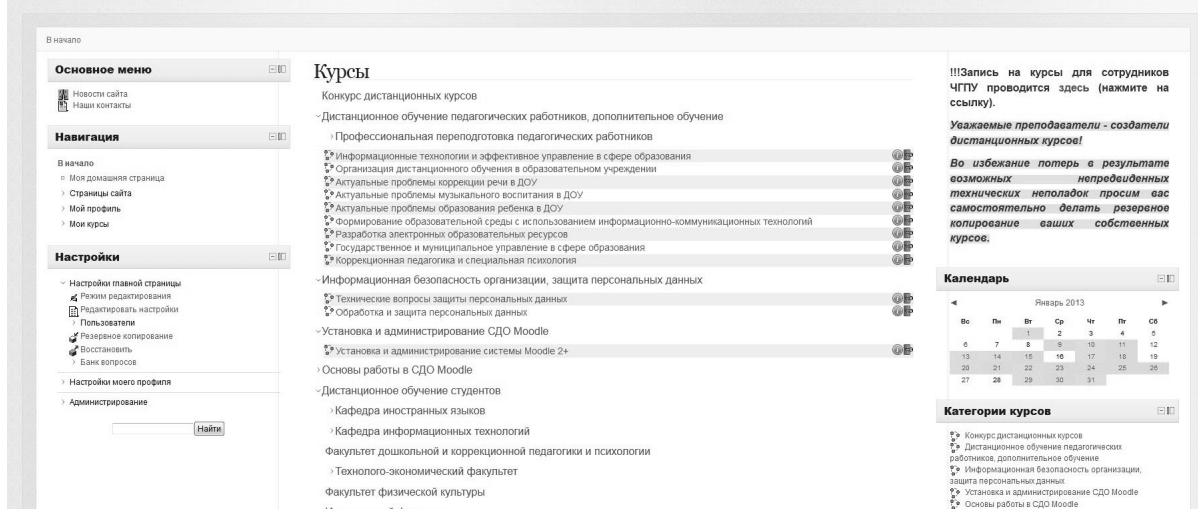 В начало
Основное меню
Новости сайта
Наши контакты
Навигация
В начало
Моя домашняя страница
Страницы сайта
Мой профиль
Мои курсы
Настройки
Настройки главной страницы
Режим редактирования
Редактировать настройки
Пользователи
Резервное копирование
Восстановить
Банк вопросов
Настройки моего профиля
Администрирование
Найти
Курсы
Конкурс дистанционных курсов
Дистанционное обучение педагогических работников, дополнительное обучение
Профессиональная переподготовка педагогических работников
Информационные технологии и эффективное управление в сфере образования
Организация дистанционного обучения в образовательном учреждении
Актуальные проблемы коррекции речи в ДОУ
Актуальные проблемы музыкального воспитания в ДОУ
Актуальные проблемы образования ребенка в ДОУ
Формирование образовательной среды с использованием информационно-коммуникационных технологий
Разработка электронных образовательных ресурсов
Государственное и муниципальное управление в сфере образования
Коррекционная педагогика и специальная психология
Информационная безопасность организации, защита персональных данных
Технические вопросы защиты персональных данных
Обработка и защита персональных данных
Установка и администрирование СДО Moodle
Установка и администрирование системы Moodle 2+
Основы работы в СДО Moodle
Дистанционное обучение студентов
Кафедра иностранных языков
Кафедра информационных технологий
Факультет дошкольной и коррекционной педагогики и психологии
Технолого-экономический факультет
Факультет физической культуры
!!!Запись на курсы для сотрудников
ЧГПУ проводится здесь (нажмите на
ссылку).
Уважаемые преподаватели - создатели
дистанционных курсов!
Во избежание потерь в результате
возможных непредвиденных
технических неполадок просим вас
самостоятельно делать резервное
копирование ваших собственных
курсов.
Календарь
◄ Январь 2013 ►
Вс Пн Вт Ср Чт Пт Сб
1 2 3 4 5
6 7 8 9 10 11 12
13 14 15 16 17 18 19
20 21 22 23 24 25 26
27 28 29 30 31
Категории курсов
Конкурс дистанционных курсов
Дистанционное обучение педагогических
работников, дополнительное обучение
Информационная безопасность организации,
защита персональных данных
Установка и администрирование СДО Moodle
Основы работы в СДО Moodle